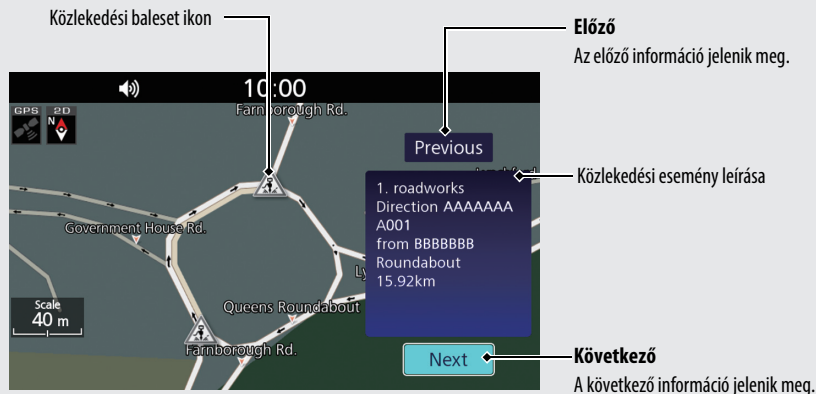 Közlekedési baleset ikon
Előző
Az előző információ jelenik meg.
10:00
GPS 2D
N
Farnborough Rd.
Previous
Közlekedési esemény leírása
1. roadworks
Direction AAAAAAA
A001
from BBBBBBB
Roundabout
15.92km
Government House Rd.
Scale
40 m
Queens Roundabout
Farnborough Rd.
Next
Következő
A következő információ jelenik meg.